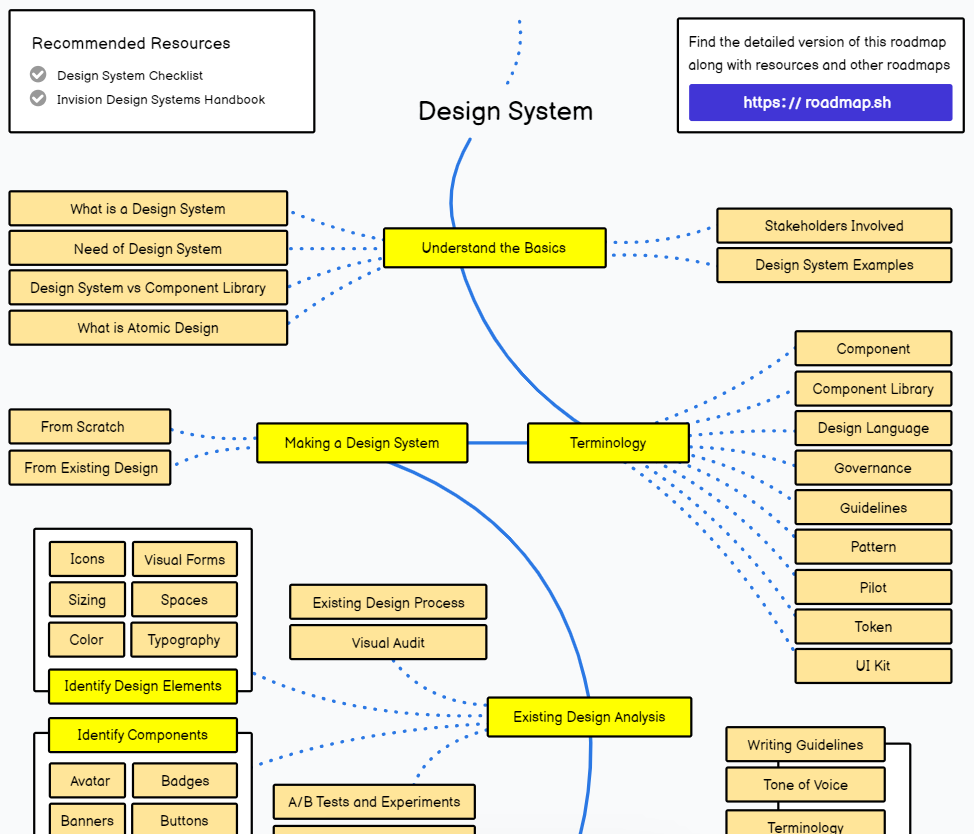 Recommended Resources
Design System Checklist
Invision Design Systems Handbook
Design System
Find the detailed version of this roadmap
along with resources and other roadmaps
https: // roadmap.sh
What is a Design System
Need of Design System
Design System vs Component Library
What is Atomic Design
Understand the Basics
Stakeholders Involved
Design System Examples
Component
Component Library
Design Language
Governance
Guidelines
Pattern
Pilot
Token
UI Kit
Terminology
Making a Design System
From Scratch
From Existing Design
Icons
Visual Forms
Sizing
Spaces
Color
Typography
Identify Design Elements
Identify Components
Avatar
Badges
Banners
Buttons
Existing Design Process
Visual Audit
Existing Design Analysis
A/B Tests and Experiments
Writing Guidelines
Tone of Voice
Terminology